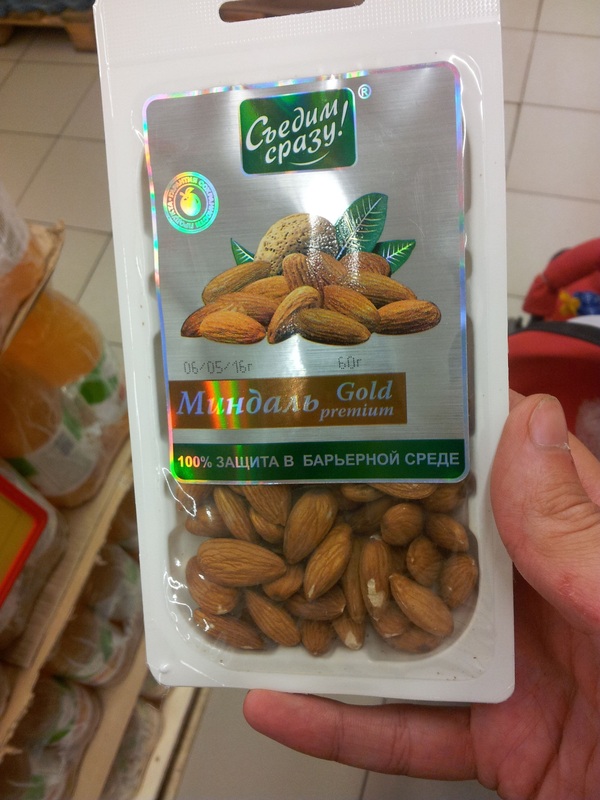 Съедим
сразу!
®
06/05/16г 60г
Миндаль Gold
premium
100% ЗАЩИТА В БАРЬЕРНОЙ СРЕДЕ